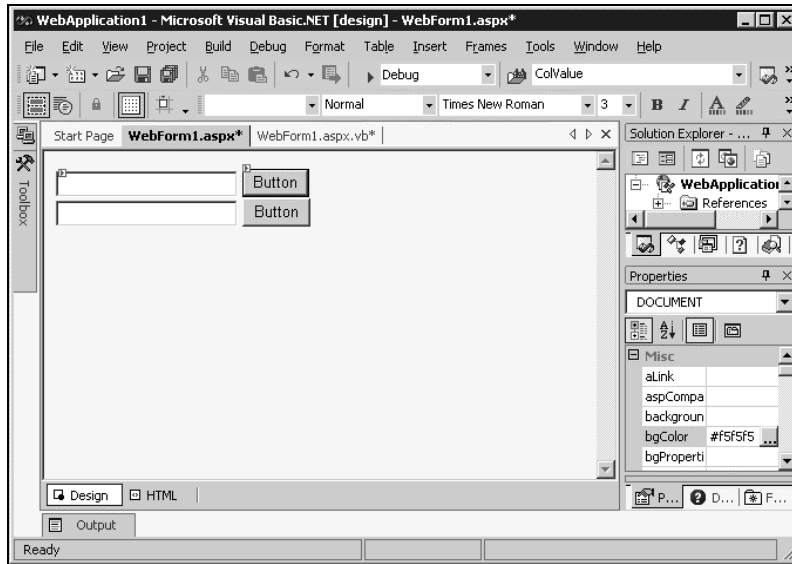 WebApplication1 - Microsoft Visual Basic.NET [design] - WebForm1.aspx*
File Edit View Project Build Debug Format Table Insert Frames Tools Window Help
Debug ColValue
Normal Times New Roman 3 B I A
Start Page WebForm1.aspx* WebForm1.aspx.vb*
Toolbox
Button
Button
Solution Explorer - ...
WebApplication
References
Properties
DOCUMENT
Misc
aLink
aspCompa
backgroun
bgColor #f5f5f5 ...
bgProperti
P... D... F...
Design HTML
Output
Ready